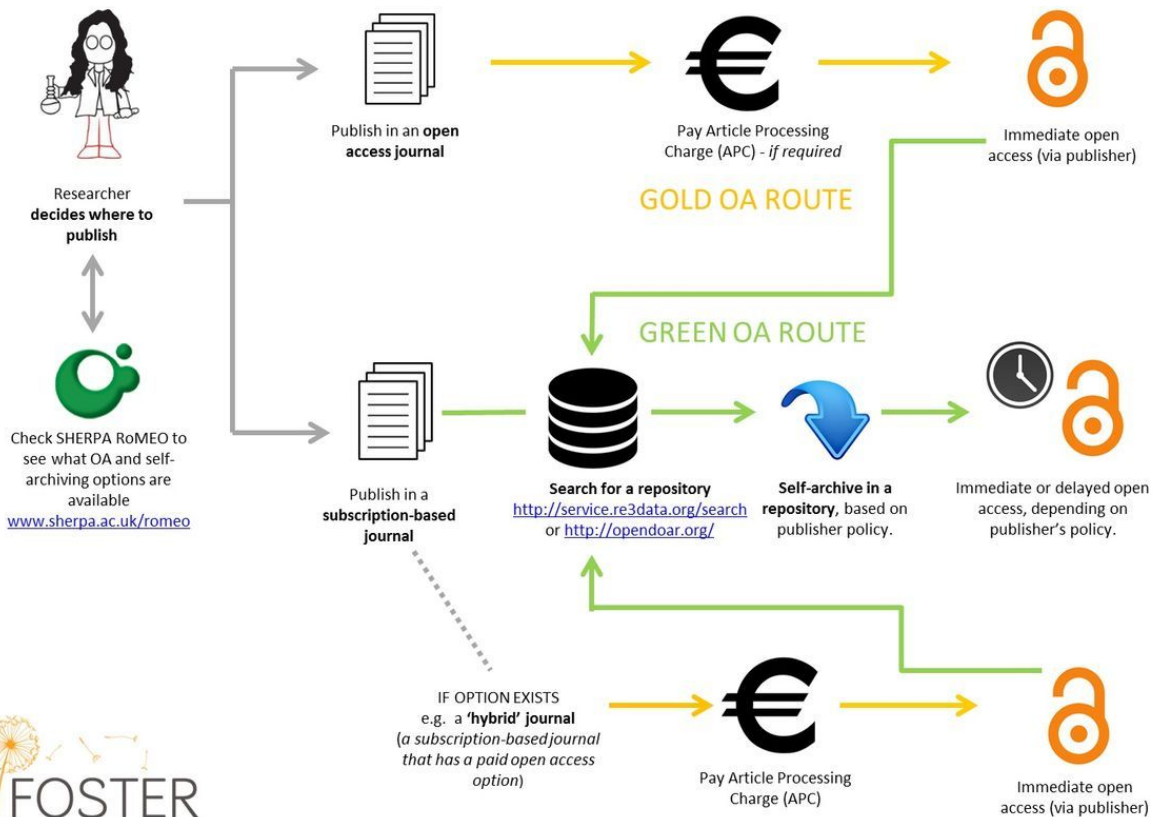 Publish in an open
access journal
Pay Article Processing
Charge (APC) - if required
Immediate open
access (via publisher)
Researcher
decides where to
publish
GOLD OA ROUTE
GREEN OA ROUTE
Check SHERPA RoMEO to
see what OA and self-
archiving options are
available
www.sherpa.ac.uk/romeo
Publish in a
subscription-based
journal
Search for a repository
http://service.re3data.org/search
or http://opendoar.org/
Self-archive in a
repository, based on
publisher policy.
Immediate or delayed open
access, depending on
publisher's policy.
IF OPTION EXISTS
e.g. a 'hybrid' journal
(a subscription-based journal
that has a paid open access
option)
Pay Article Processing
Charge (APC)
Immediate open
access (via publisher)
FOSTER